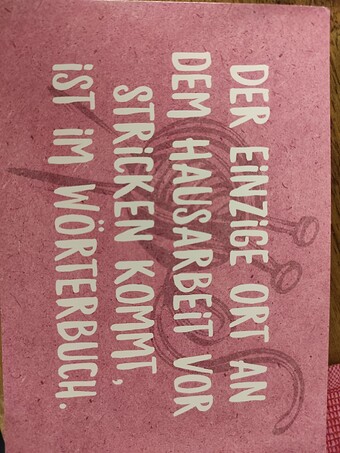 DER EINZIGE ORT AN
DEM HAUSARBEIT VOR
STRICKEN KOMMT,
IST IM WÖRTERBUCH.